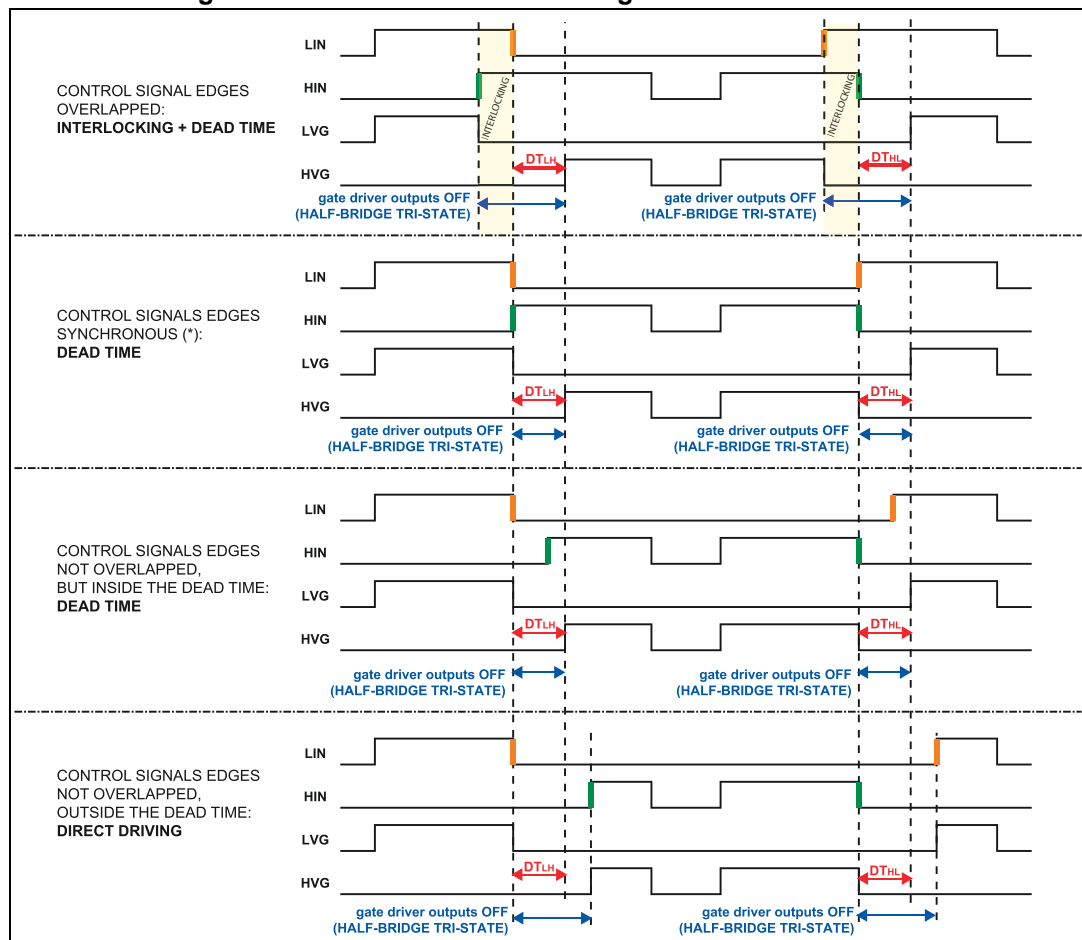 LIN
HIN
CONTROL SIGNAL EDGES
OVERLAPPED:
INTERLOCKING + DEAD TIME
INTERLOCKING
INTERLOCKING
LVG
DTLH
DTHL
HVG
gate driver outputs OFF
(HALF-BRIDGE TRI-STATE)
gate driver outputs OFF
(HALF-BRIDGE TRI-STATE)
LIN
CONTROL SIGNALS EDGES
SYNCHRONOUS (*):
DEAD TIME
HIN
LVG
DTLH
DTHL
HVG
gate driver outputs OFF
(HALF-BRIDGE TRI-STATE)
gate driver outputs OFF
(HALF-BRIDGE TRI-STATE)
LIN
CONTROL SIGNALS EDGES
NOT OVERLAPPED,
BUT INSIDE THE DEAD TIME:
DEAD TIME
HIN
LVG
DTLH
DTHL
HVG
gate driver outputs OFF
(HALF-BRIDGE TRI-STATE)
gate driver outputs OFF
(HALF-BRIDGE TRI-STATE)
LIN
CONTROL SIGNALS EDGES
NOT OVERLAPPED,
OUTSIDE THE DEAD TIME:
DIRECT DRIVING
HIN
LVG
DTLH
DTHL
HVG
gate driver outputs OFF
(HALF-BRIDGE TRI-STATE)
gate driver outputs OFF
(HALF-BRIDGE TRI-STATE)